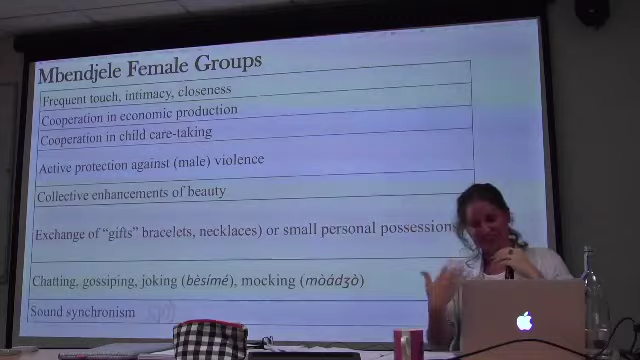 Mbendjele Female Groups
Frequent touch, intimacy, closeness
Cooperation in economic production
Cooperation in child care-taking
Active protection against (male) violence
Collective enhancements of beauty
Exchange of “gifts” bracelets, necklaces) or small personal possessions
Chatting, gossiping, joking (bèsímé), mocking (mòádʒò)
Sound synchronism